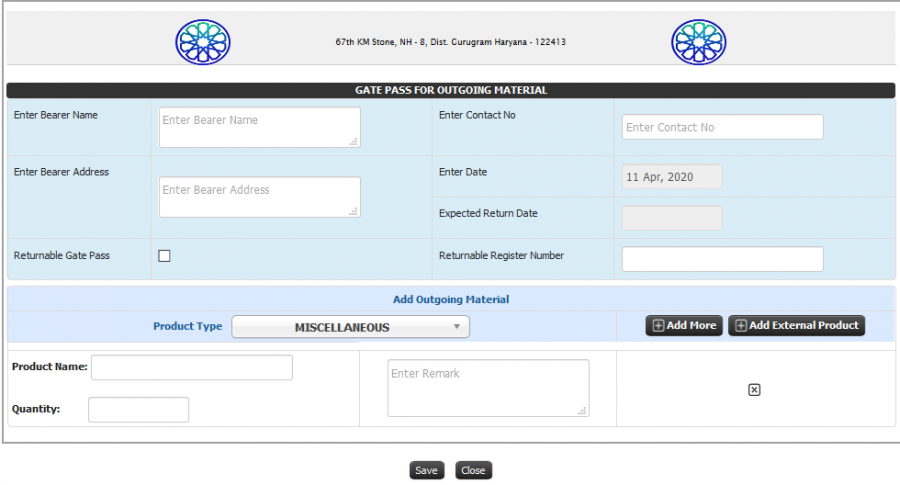 67th KM Stone, NH - 8, Dist. Gurugram Haryana - 122413
GATE PASS FOR OUTGOING MATERIAL
Enter Bearer Name
Enter Bearer Name
Enter Contact No
Enter Contact No
Enter Bearer Address
Enter Bearer Address
Enter Date
11 Apr, 2020
Expected Return Date
Returnable Gate Pass
Returnable Register Number
Add Outgoing Material
Product Type
MISCELLANEOUS
Add More
Add External Product
Product Name:
Enter Remark
Quantity:
Save
Close